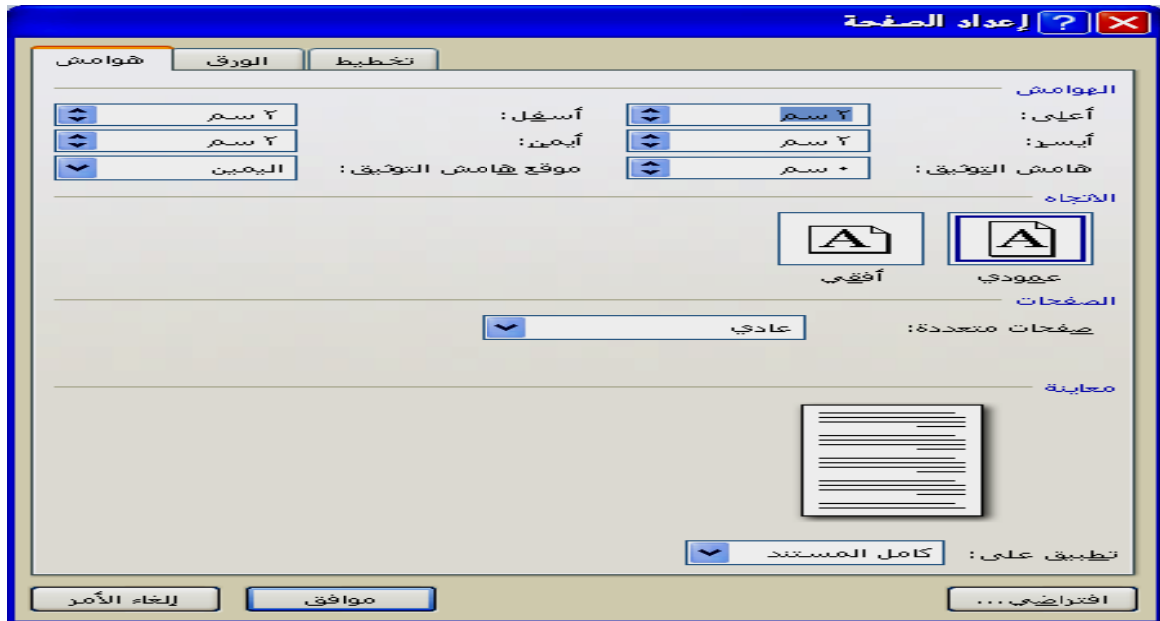 إعداد الصفحة
هوامش الورق تخطيط
الهوامش
أعلى: ٢ سم أسفل: ٢ سم
أيسر: ٢ سم أيمن: ٢ سم
هامش التوثيق: ٠ سم موقع هامش التوثيق: اليمين
الاتجاه
A A
عمودي أفقي
الصفحات
صفحات متعددة: عادي
معاينة
تطبيق على: كامل المستند
افتراضي... موافق إلغاء الأمر